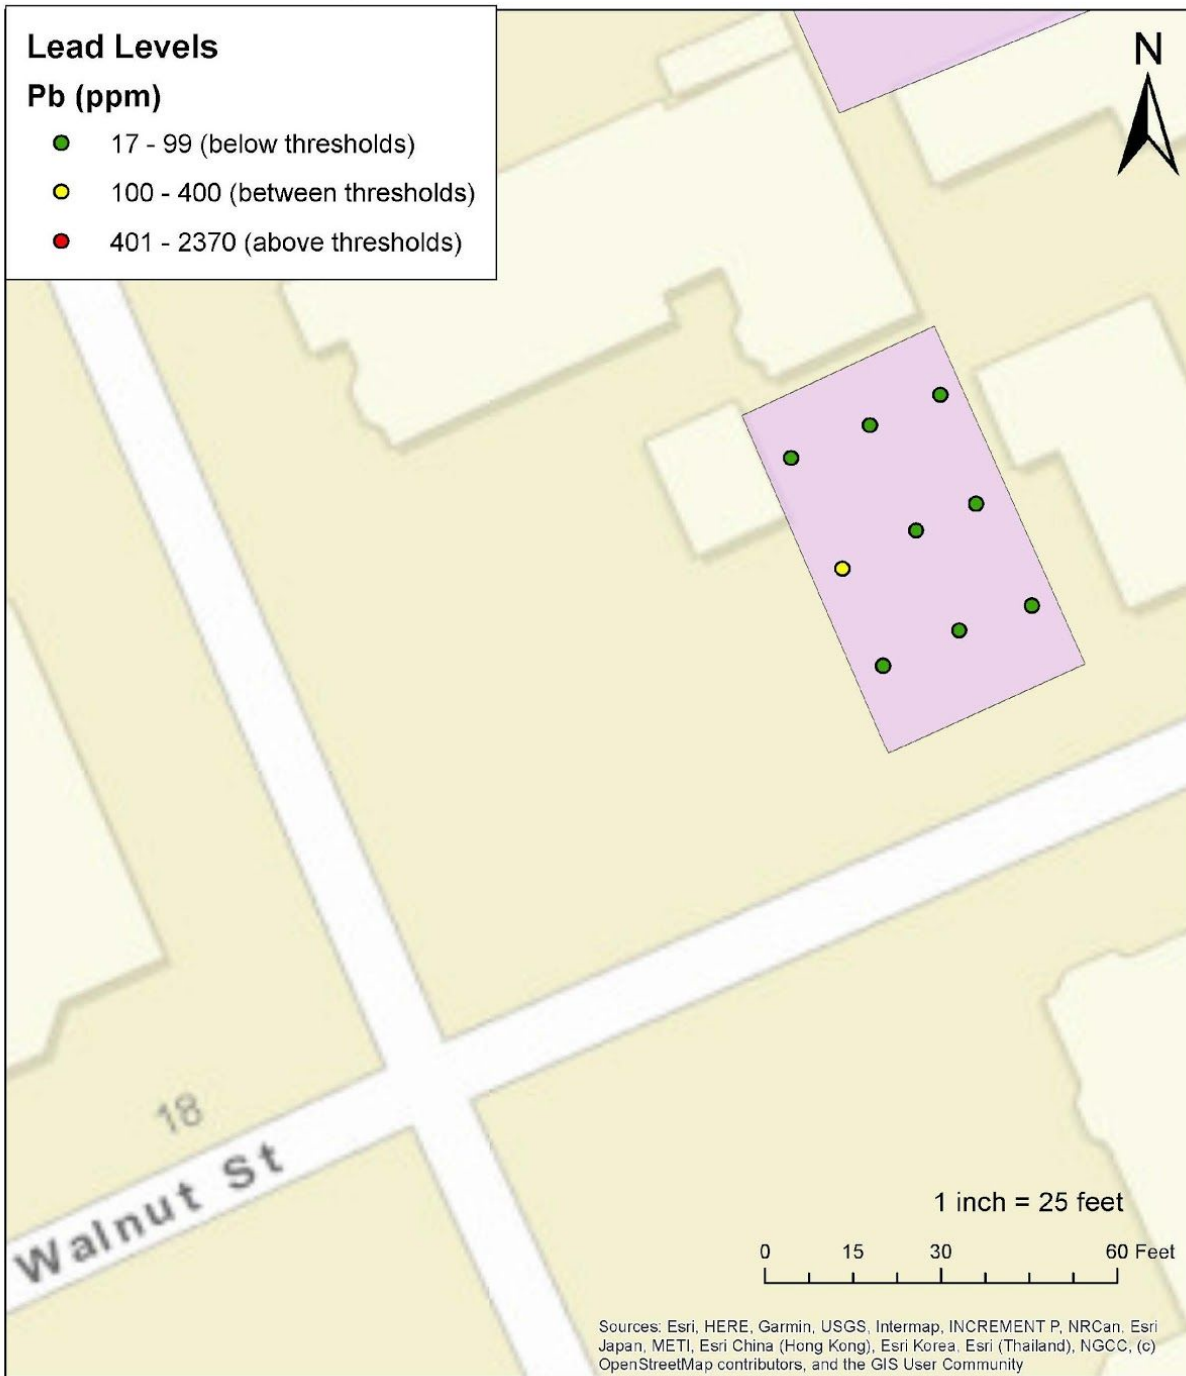 Lead Levels
Pb (ppm)
17 - 99 (below thresholds)
100 - 400 (between thresholds)
401 - 2370 (above thresholds)
N
18
Walnut St
1 inch = 25 feet
0 15 30 60 Feet
Sources: Esri, HERE, Garmin, USGS, Intermap, INCREMENT P, NRCan, Esri
Japan, METI, Esri China (Hong Kong), Esri Korea, Esri (Thailand), NGCC, (c)
OpenStreetMap contributors, and the GIS User Community